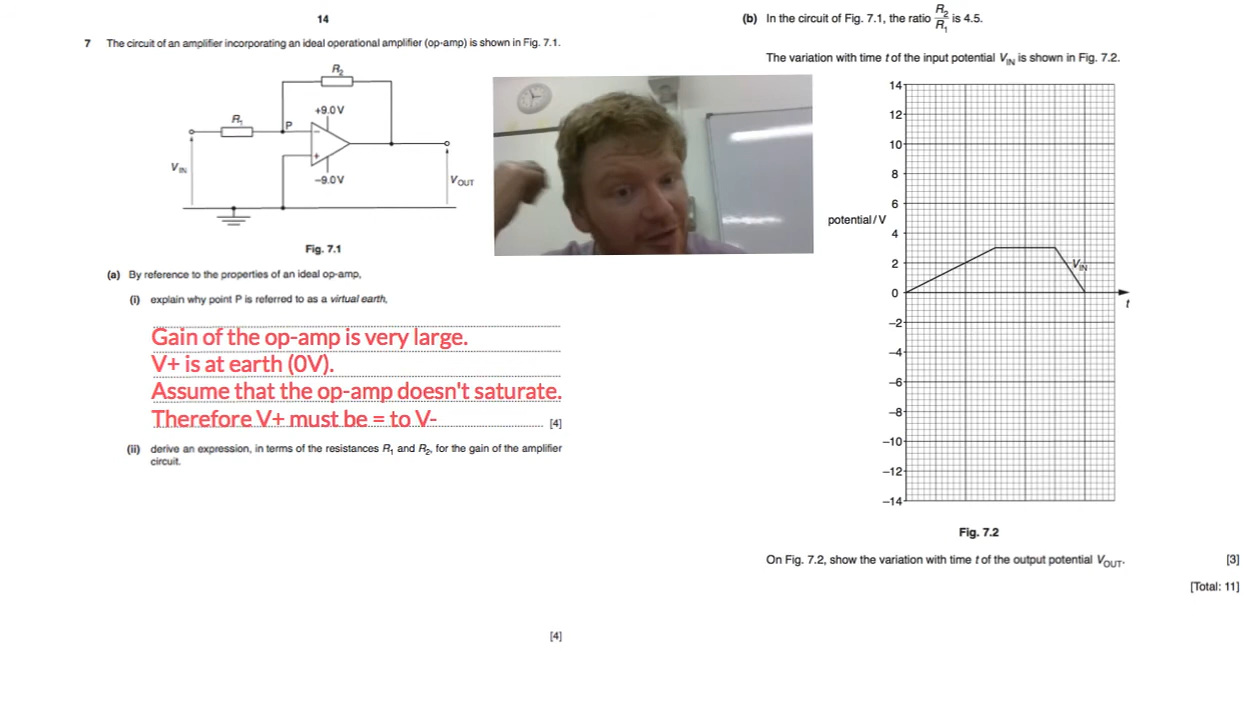 14
7 The circuit of an amplifier incorporating an ideal operational amplifier (op-amp) is shown in Fig. 7.1.
R2
+9.0V
R1
P
−
+
VIN
−9.0V
VOUT
Fig. 7.1
(a) By reference to the properties of an ideal op-amp,
(i) explain why point P is referred to as a virtual earth,
Gain of the op-amp is very large.
V+ is at earth (0V).
Assume that the op-amp doesn't saturate.
Therefore V+ must be = to V- [4]
(ii) derive an expression, in terms of the resistances R1 and R2, for the gain of the amplifier
circuit.
[4]
(b) In the circuit of Fig. 7.1, the ratio R2/R1 is 4.5.
The variation with time t of the input potential VIN is shown in Fig. 7.2.
14
12
10
8
6
potential/V
4
2
VIN
0
t
−2
−4
−6
−8
−10
−12
−14
Fig. 7.2
On Fig. 7.2, show the variation with time t of the output potential VOUT. [3]
[Total: 11]